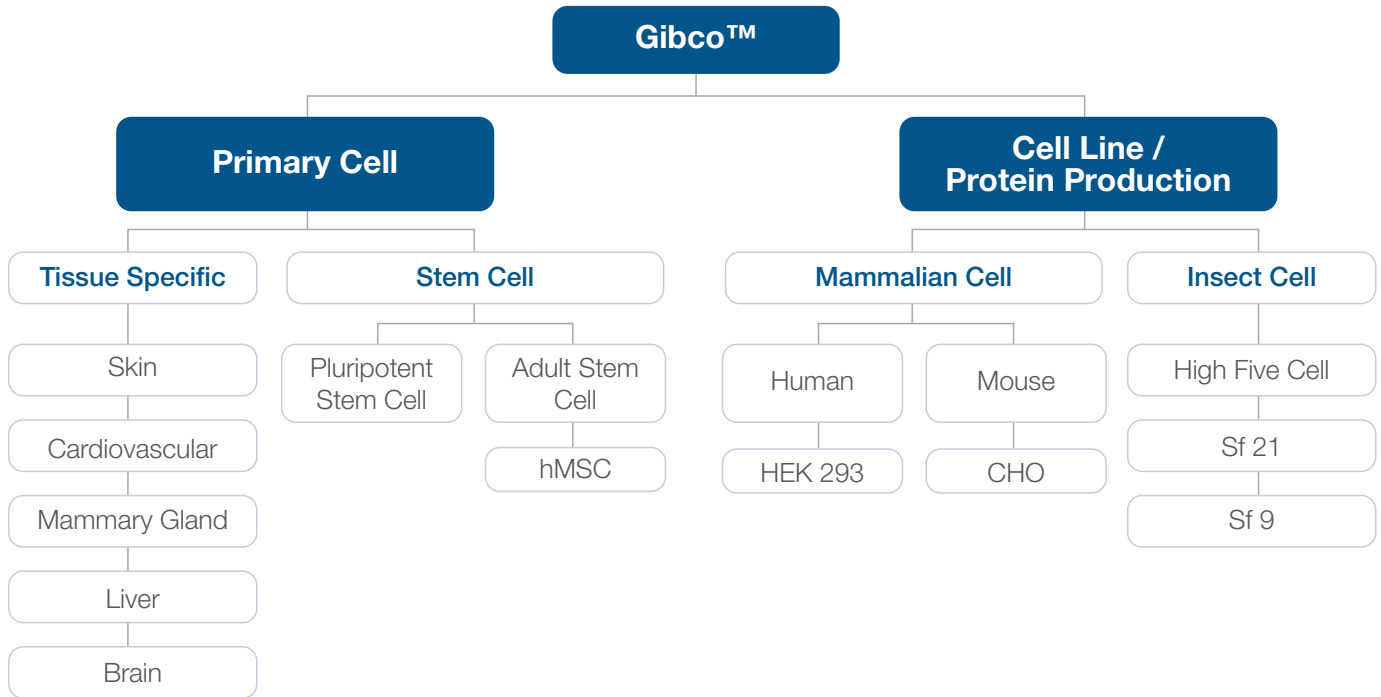 Gibco™
Primary Cell
Cell Line /
Protein Production
Tissue Specific
Stem Cell
Mammalian Cell
Insect Cell
Skin
Cardiovascular
Mammary Gland
Liver
Brain
Pluripotent
Stem Cell
Adult Stem
Cell
hMSC
Human
HEK 293
Mouse
CHO
High Five Cell
Sf 21
Sf 9